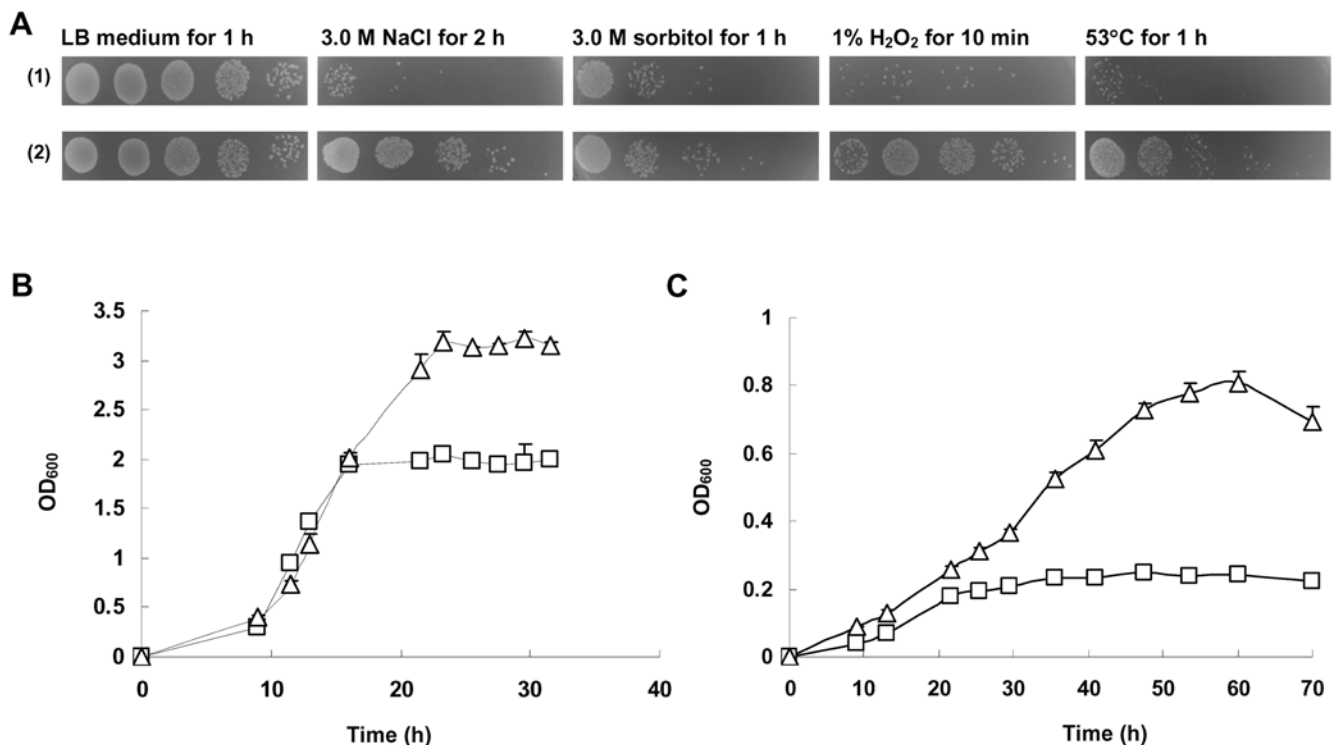 A
LB medium for 1 h 3.0 M NaCl for 2 h 3.0 M sorbitol for 1 h 1% H₂O₂ for 10 min 53°C for 1 h
(1)
(2)
B
3.5
3
2.5
2
1.5
1
0.5
0
OD₆₀₀
0 10 20 30 40
Time (h)
C
1
0.8
0.6
0.4
0.2
0
OD₆₀₀
0 10 20 30 40 50 60 70
Time (h)